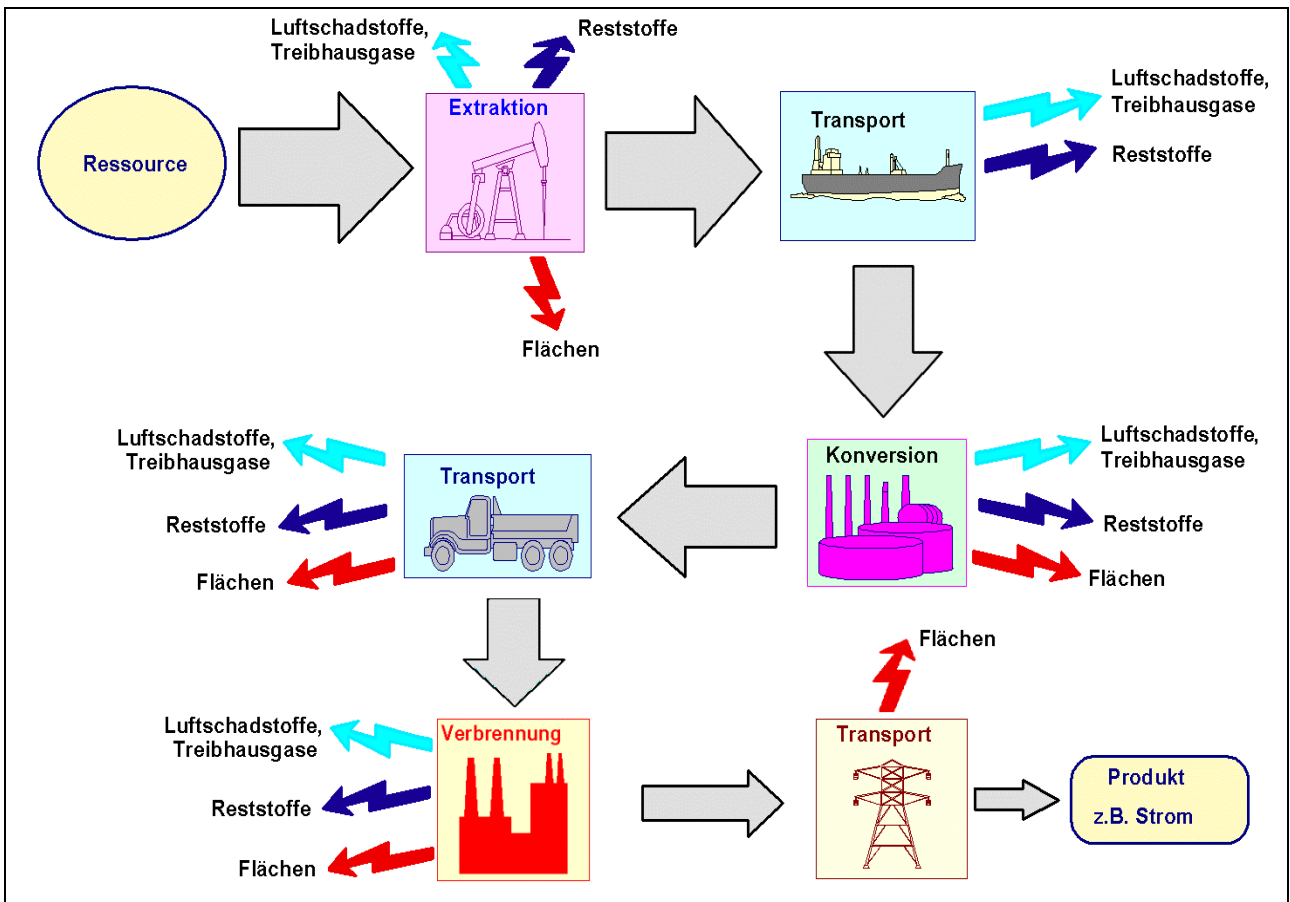 Luftschadstoffe,
Treibhausgase
Reststoffe
Ressource
Extraktion
Flächen
Transport
Luftschadstoffe,
Treibhausgase
Reststoffe
Luftschadstoffe,
Treibhausgase
Reststoffe
Flächen
Transport
Konversion
Luftschadstoffe,
Treibhausgase
Reststoffe
Flächen
Luftschadstoffe,
Treibhausgase
Reststoffe
Flächen
Verbrennung
Flächen
Transport
Produkt
z.B. Strom